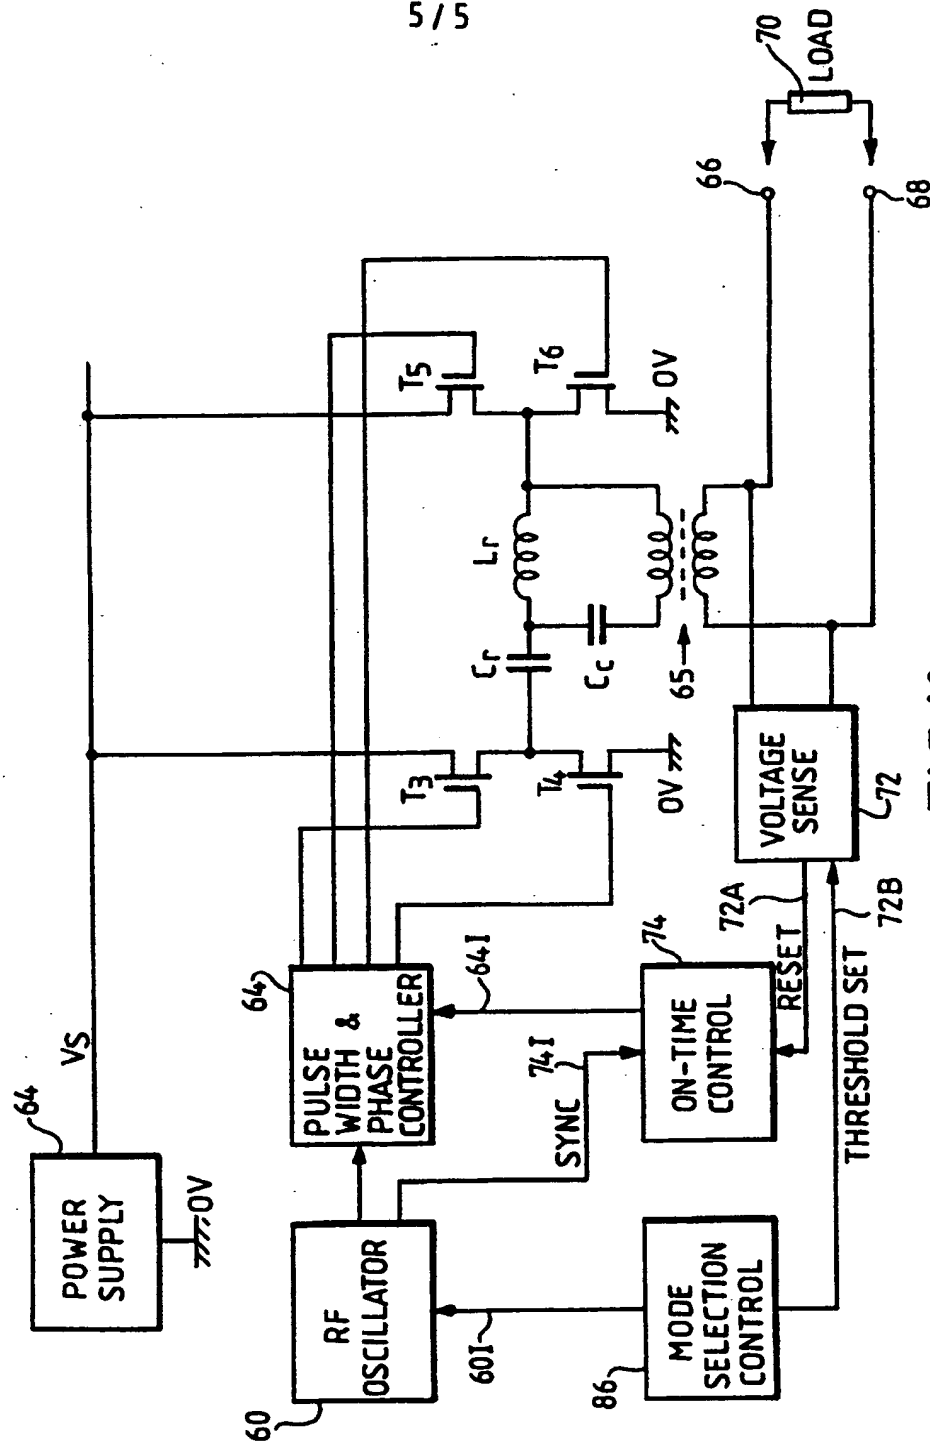 5/5
64
POWER
SUPPLY
VS
0V
60
RF
OSCILLATOR
64
PULSE
WIDTH &
PHASE
CONTROLLER
T3
T4
0V
T5
T6
0V
Cr
Lr
Cc
65
60I
SYNC
74I
64I
86
MODE
SELECTION
CONTROL
74
ON-TIME
CONTROL
RESET
72A
THRESHOLD SET
72B
VOLTAGE
SENSE
72
66
68
70
LOAD